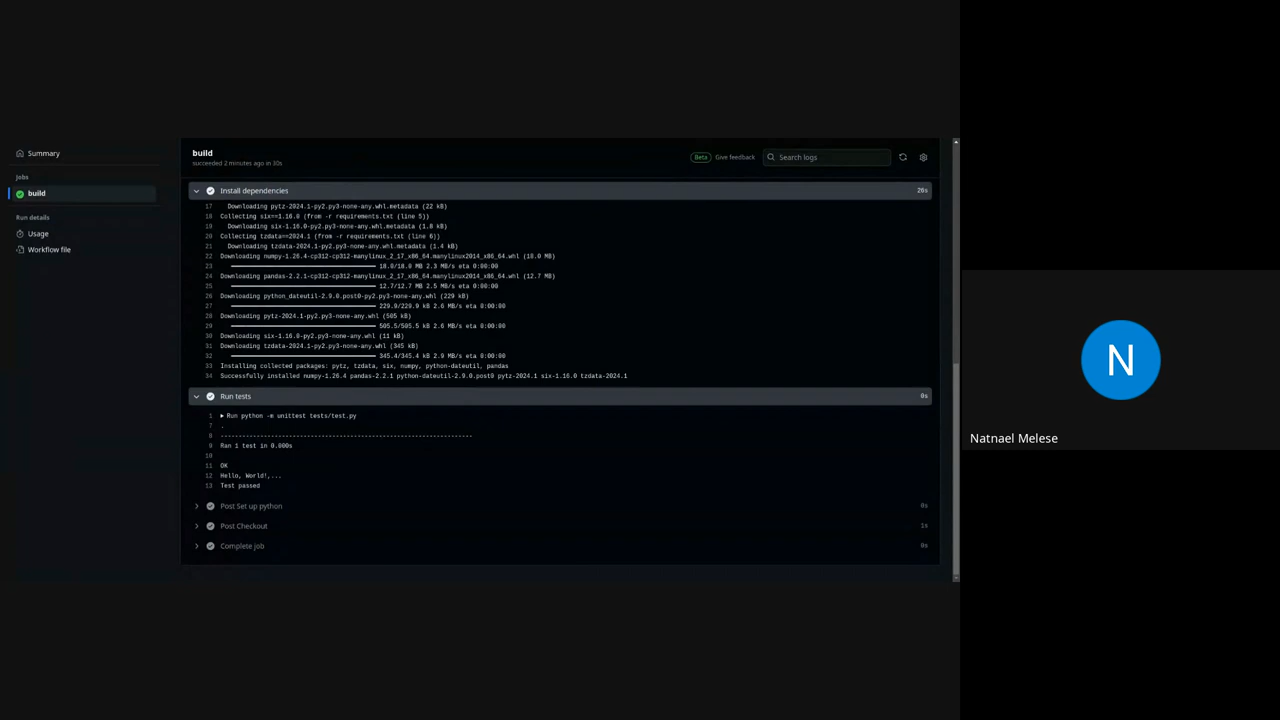 Summary
Jobs
build
Run details
Usage
Workflow file
build
succeeded 2 minutes ago in 30s
Beta Give feedback
Search logs
Install dependencies 26s
17 Downloading pytz-2024.1-py2.py3-none-any.whl.metadata (22 kB)
18 Collecting six==1.16.0 (from -r requirements.txt (line 5))
19 Downloading six-1.16.0-py2.py3-none-any.whl.metadata (1.8 kB)
20 Collecting tzdata==2024.1 (from -r requirements.txt (line 6))
21 Downloading tzdata-2024.1-py2.py3-none-any.whl.metadata (1.4 kB)
22 Downloading numpy-1.26.4-cp312-cp312-manylinux_2_17_x86_64.manylinux2014_x86_64.whl (18.0 MB)
23 ━━━━━━━━━━━━━━━━━━━━━━━━━━━━━━━━━━━━━━━━ 18.0/18.0 MB 2.3 MB/s eta 0:00:00
24 Downloading pandas-2.2.1-cp312-cp312-manylinux_2_17_x86_64.manylinux2014_x86_64.whl (12.7 MB)
25 ━━━━━━━━━━━━━━━━━━━━━━━━━━━━━━━━━━━━━━━━ 12.7/12.7 MB 2.5 MB/s eta 0:00:00
26 Downloading python_dateutil-2.9.0.post0-py2.py3-none-any.whl (229 kB)
27 ━━━━━━━━━━━━━━━━━━━━━━━━━━━━━━━━━━━━━━━━ 229.9/229.9 kB 2.6 MB/s eta 0:00:00
28 Downloading pytz-2024.1-py2.py3-none-any.whl (505 kB)
29 ━━━━━━━━━━━━━━━━━━━━━━━━━━━━━━━━━━━━━━━━ 505.5/505.5 kB 2.6 MB/s eta 0:00:00
30 Downloading six-1.16.0-py2.py3-none-any.whl (11 kB)
31 Downloading tzdata-2024.1-py2.py3-none-any.whl (345 kB)
32 ━━━━━━━━━━━━━━━━━━━━━━━━━━━━━━━━━━━━━━━━ 345.4/345.4 kB 2.9 MB/s eta 0:00:00
33 Installing collected packages: pytz, tzdata, six, numpy, python-dateutil, pandas
34 Successfully installed numpy-1.26.4 pandas-2.2.1 python-dateutil-2.9.0.post0 pytz-2024.1 six-1.16.0 tzdata-2024.1
Run tests 0s
1 Run python -m unittest tests/test.py
7 .
8 ----------------------------------------------------------------------
9 Ran 1 test in 0.000s
10
11 OK
12 Hello, World!,...
13 Test passed
Post Set up python 0s
Post Checkout 1s
Complete job 0s
N
Natnael Melese